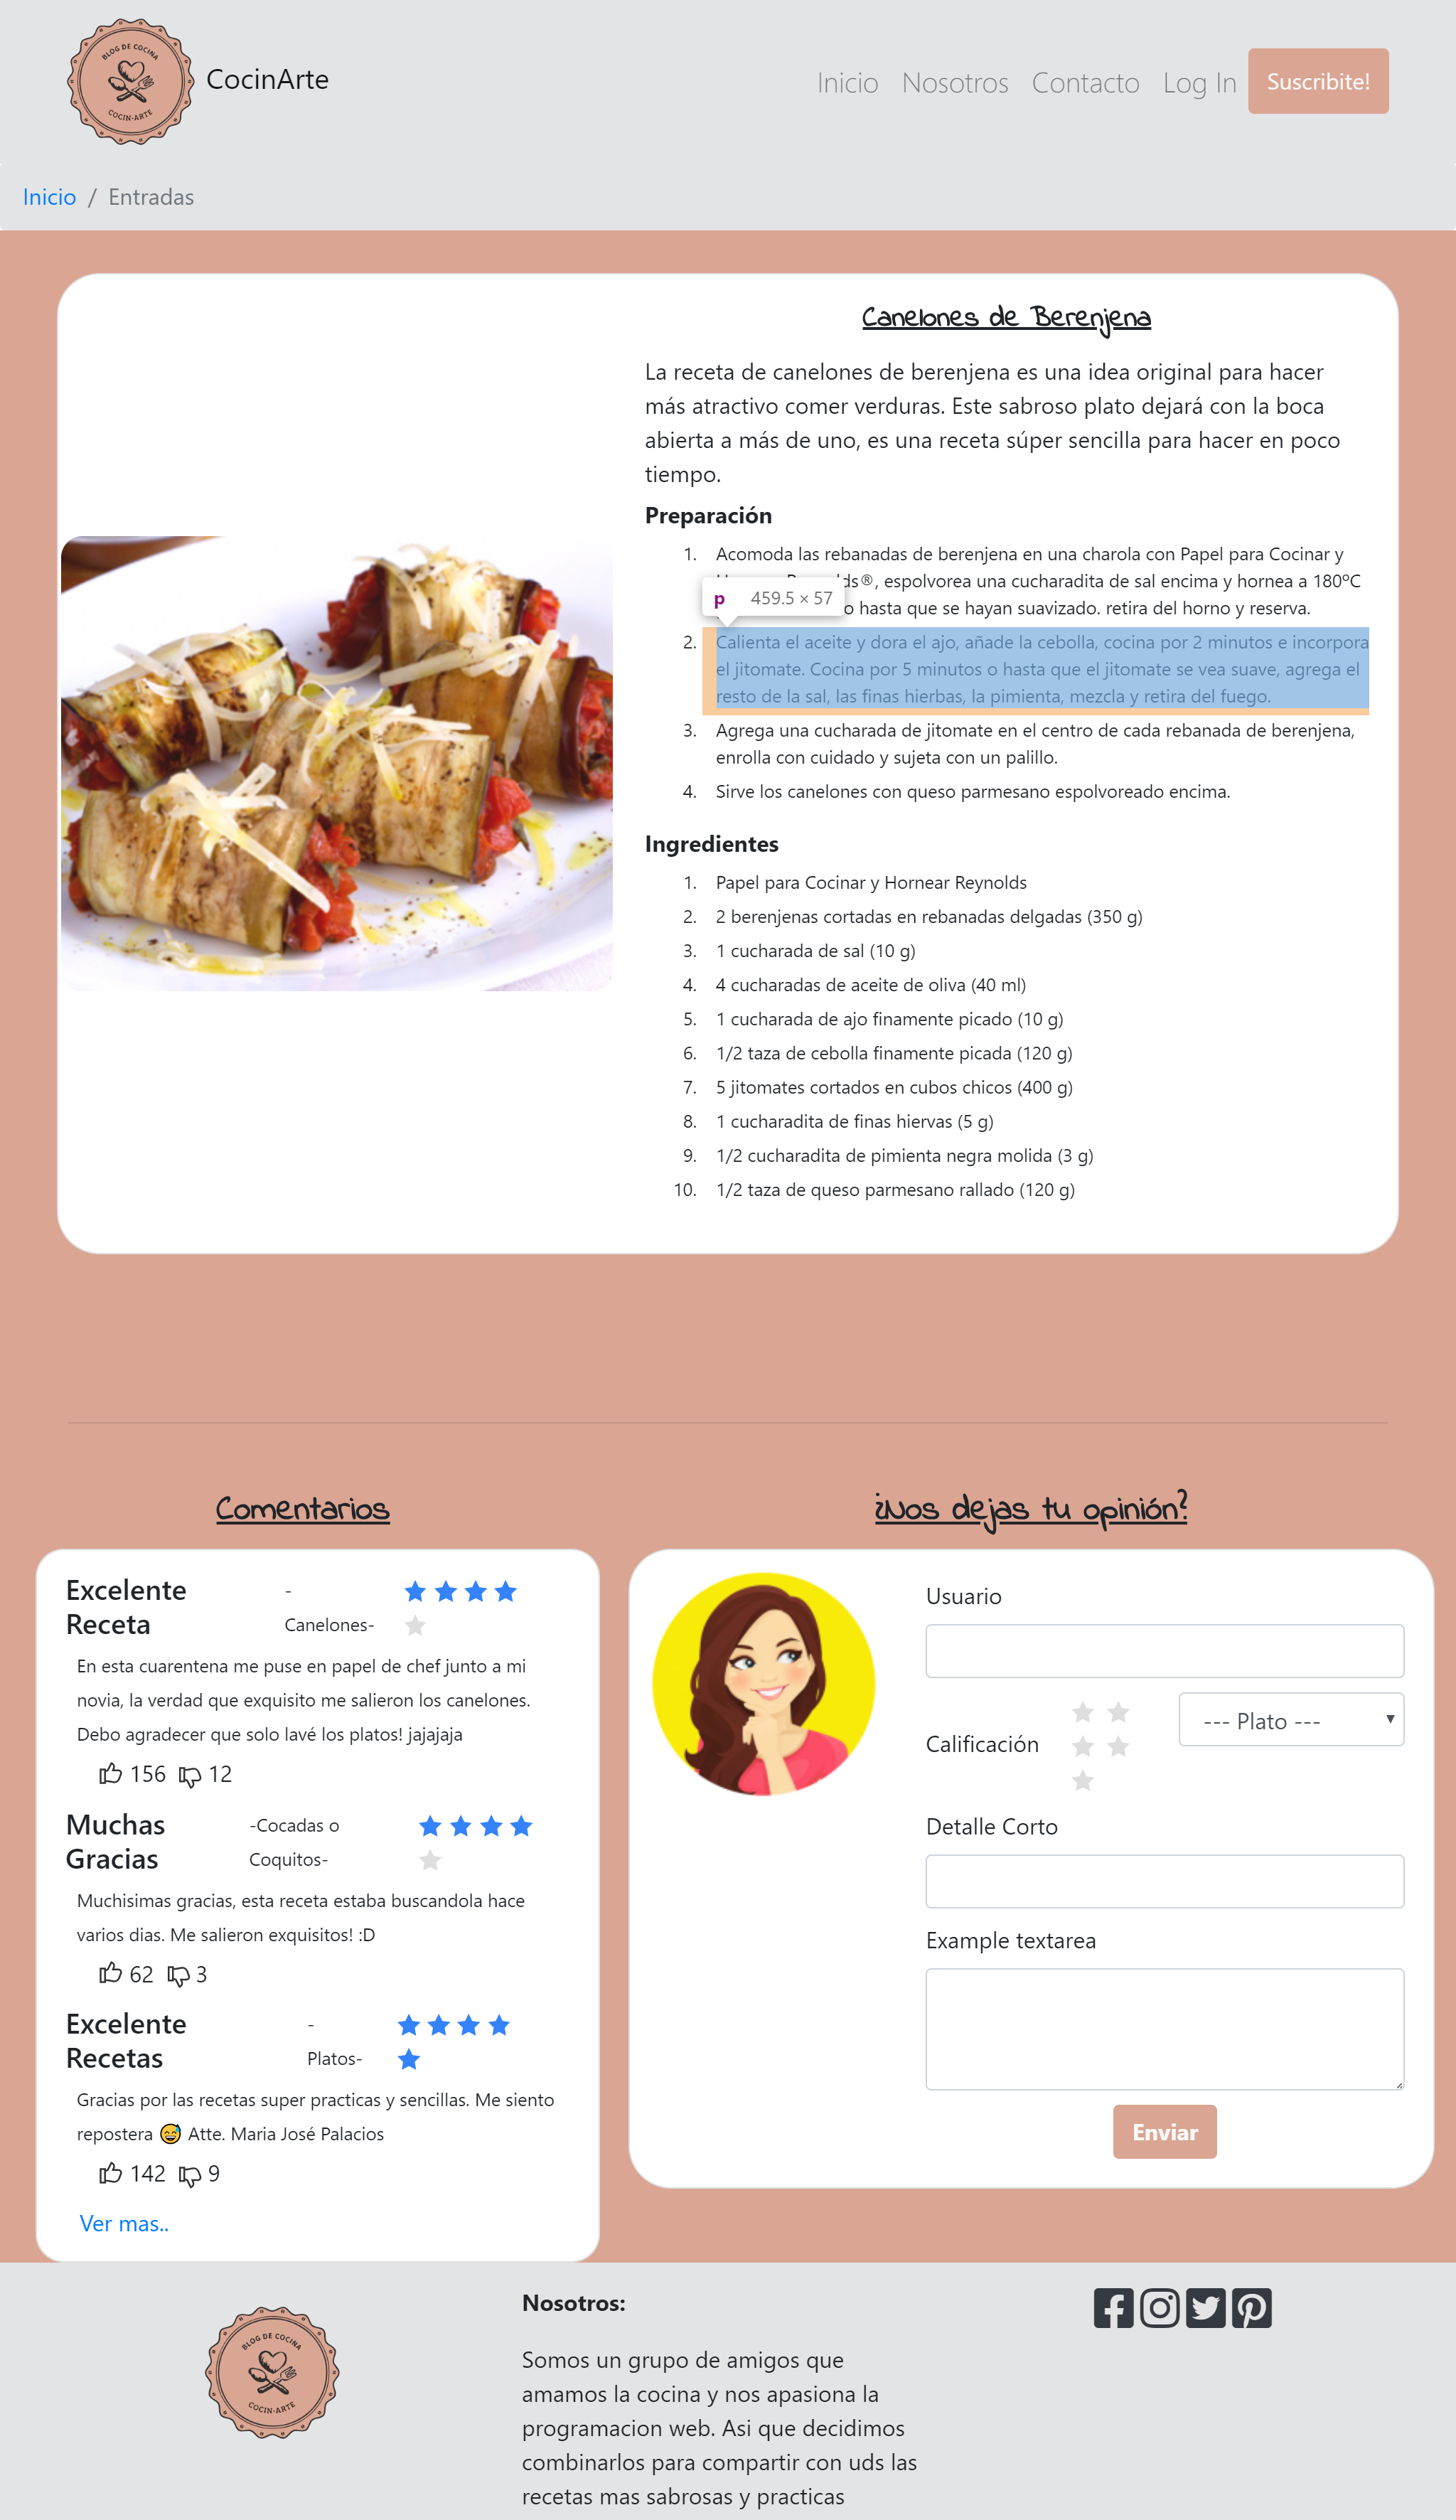 BLOG DE COCINA
COCIN-ARTE
CocinArte
Inicio Nosotros Contacto Log In Suscribite!
Inicio / Entradas
Canelones de Berenjena
La receta de canelones de berenjena es una idea original para hacer
más atractivo comer verduras. Este sabroso plato dejará con la boca
abierta a más de uno, es una receta súper sencilla para hacer en poco
tiempo.
Preparación
1. Acomoda las rebanadas de berenjena en una charola con Papel para Cocinar y
ds®, espolvorea una cucharadita de sal encima y hornea a 180ºC
p 459.5 × 57
o hasta que se hayan suavizado. retira del horno y reserva.
2. Calienta el aceite y dora el ajo, añade la cebolla, cocina por 2 minutos e incorpora
el jitomate. Cocina por 5 minutos o hasta que el jitomate se vea suave, agrega el
resto de la sal, las finas hierbas, la pimienta, mezcla y retira del fuego.
3. Agrega una cucharada de jitomate en el centro de cada rebanada de berenjena,
enrolla con cuidado y sujeta con un palillo.
4. Sirve los canelones con queso parmesano espolvoreado encima.
Ingredientes
1. Papel para Cocinar y Hornear Reynolds
2. 2 berenjenas cortadas en rebanadas delgadas (350 g)
3. 1 cucharada de sal (10 g)
4. 4 cucharadas de aceite de oliva (40 ml)
5. 1 cucharada de ajo finamente picado (10 g)
6. 1/2 taza de cebolla finamente picada (120 g)
7. 5 jitomates cortados en cubos chicos (400 g)
8. 1 cucharadita de finas hiervas (5 g)
9. 1/2 cucharadita de pimienta negra molida (3 g)
10. 1/2 taza de queso parmesano rallado (120 g)
Comentarios
Excelente -
Receta Canelones-
En esta cuarentena me puse en papel de chef junto a mi
novia, la verdad que exquisito me salieron los canelones.
Debo agradecer que solo lavé los platos! jajajaja
156 12
Muchas -Cocadas o
Gracias Coquitos-
Muchisimas gracias, esta receta estaba buscandola hace
varios dias. Me salieron exquisitos! :D
62 3
Excelente -
Recetas Platos-
Gracias por las recetas super practicas y sencillas. Me siento
repostera 😅 Atte. Maria José Palacios
142 9
Ver mas..
¿Nos dejas tu opinión?
Usuario
Calificación
--- Plato ---
Detalle Corto
Example textarea
Enviar
BLOG DE COCINA
COCIN-ARTE
Nosotros:
Somos un grupo de amigos que
amamos la cocina y nos apasiona la
programacion web. Asi que decidimos
combinarlos para compartir con uds las
recetas mas sabrosas y practicas